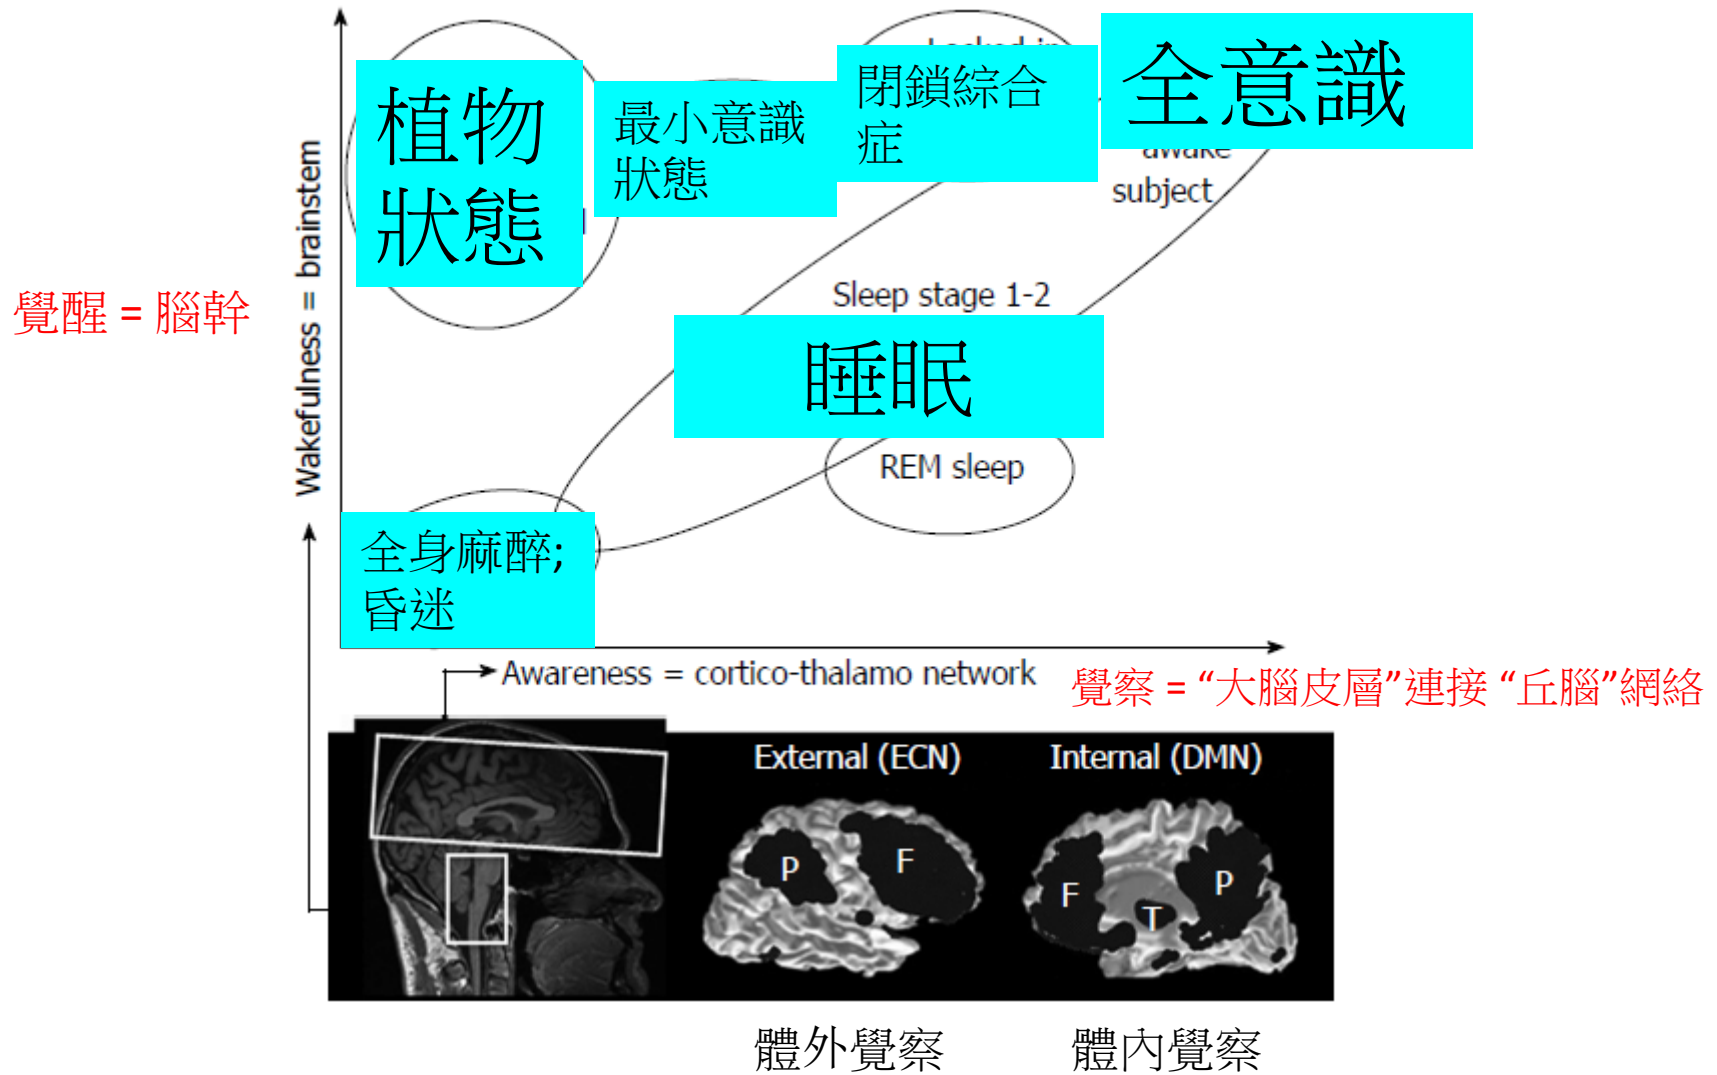 植物
狀態
最小意識
狀態
閉鎖綜合
症
全意識
awake
subject
Wakefulness = brainstem
覺醒 = 腦幹
Sleep stage 1-2
睡眠
REM sleep
全身麻醉;
昏迷
Awareness = cortico-thalamo network
覺察 = “大腦皮層”連接 “丘腦”網絡
External (ECN)
Internal (DMN)
P
F
F
T
P
體外覺察
體內覺察